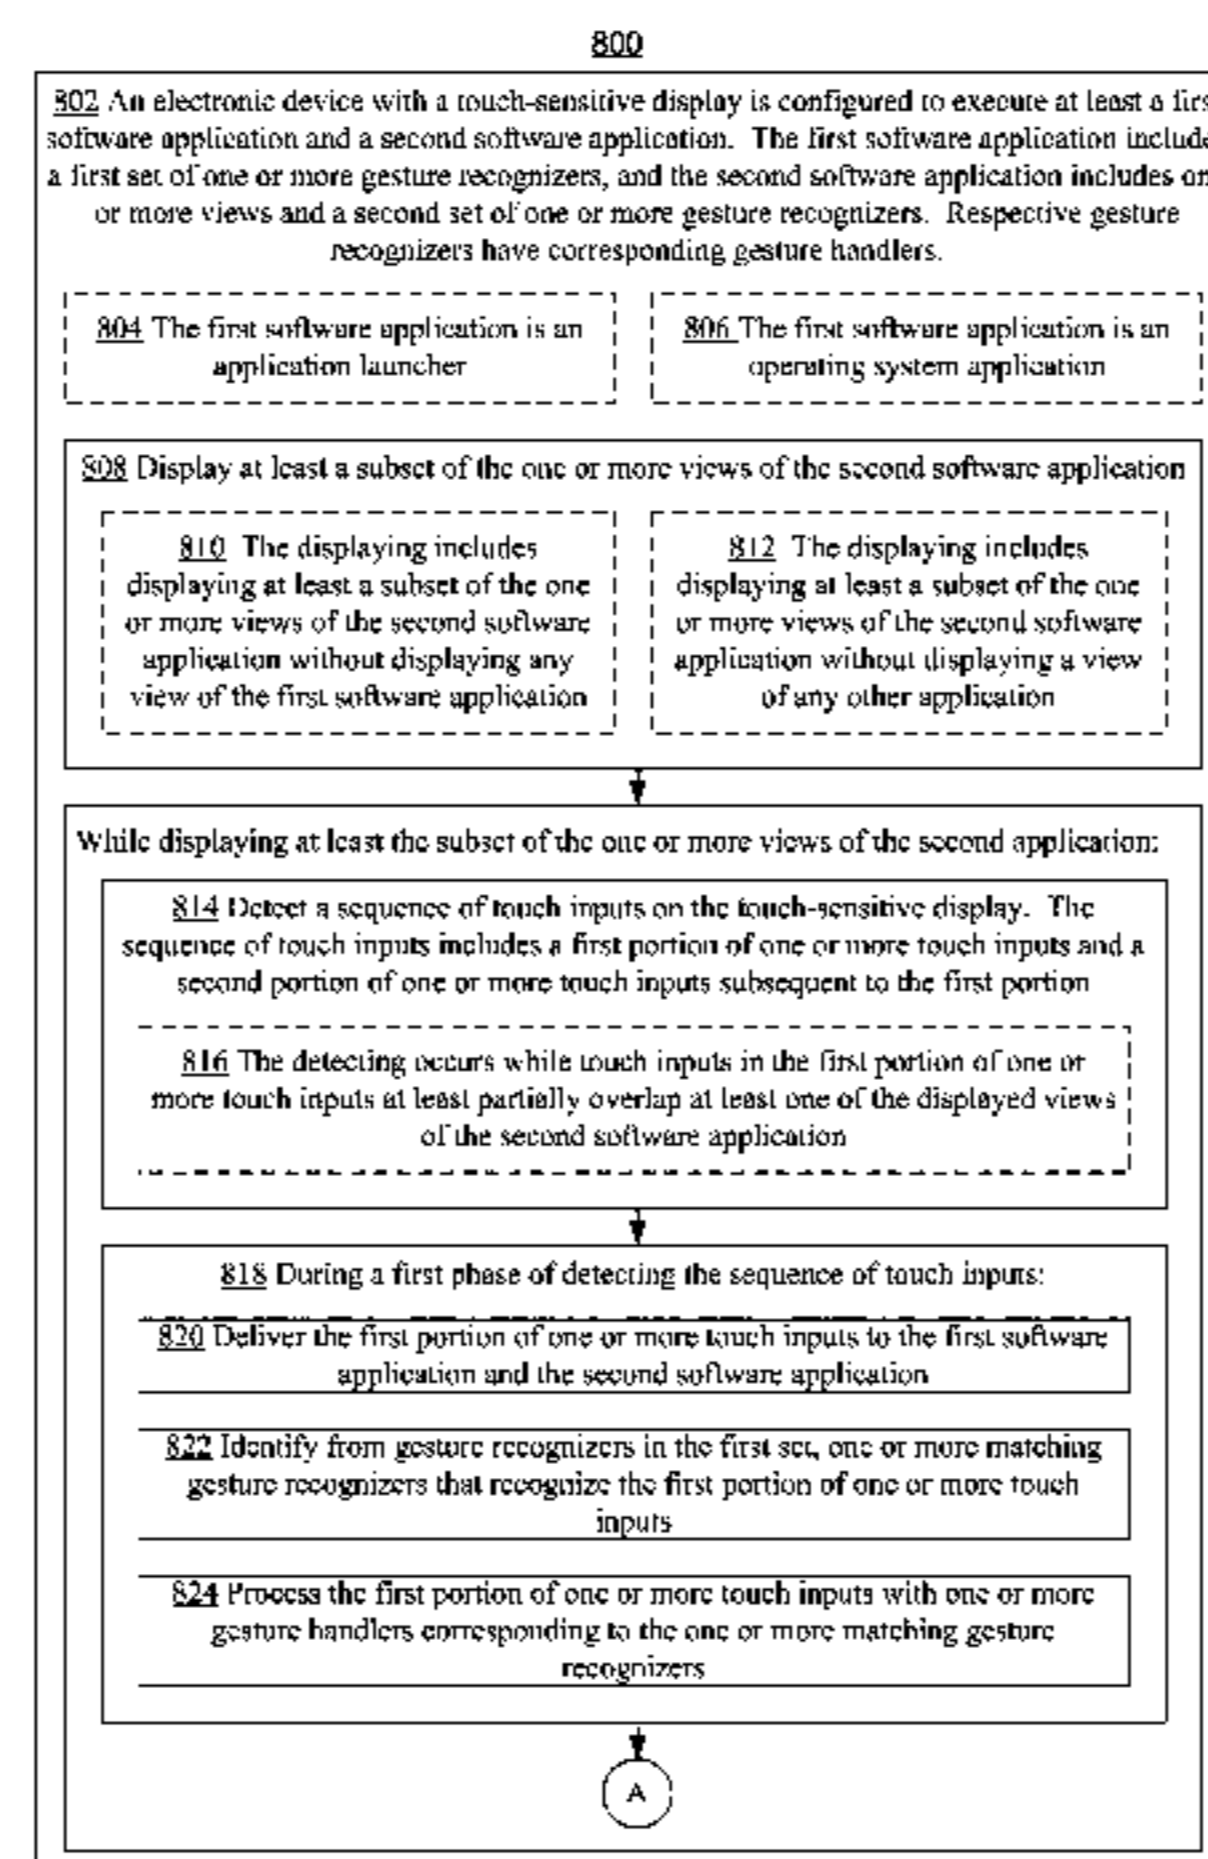 800
802 An electronic device with a touch-sensitive display is configured to execute at least a
software application and a second software application. The first software application
a first set of one or more gesture recognizers, and the second software application includes
or more views and a second set of one or more gesture recognizers. Respective gesture
recognizers have corresponding gesture handlers.
804 The first software application is an
application launcher
806 The first software application is an
operating system application
808 Display at least a subset of the one or more views of the second software application
810 The displaying includes
displaying at least a subset of the one
or more views of the second software
application without displaying any
view of the first software application
812 The displaying includes
displaying at least a subset of the one
or more views of the second software
application without displaying a view
of any other application
While displaying at least the subset of the one or more views of the second application:
814 Detect a sequence of touch inputs on the touch-sensitive display. The
sequence of touch inputs includes a first portion of one or more touch inputs and a
second portion of one or more touch inputs subsequent to the first portion
816 The detecting occurs while touch inputs in the first portion of one or
more touch inputs at least partially overlap at least one of the displayed views
of the second software application
818 During a first phase of detecting the sequence of touch inputs:
820 Deliver the first portion of one or more touch inputs to the first software
application and the second software application
822 Identify from gesture recognizers in the first set, one or more matching
gesture recognizers that recognize the first portion of one or more touch
inputs
824 Process the first portion of one or more touch inputs with one or more
gesture handlers corresponding to the one or more matching gesture
recognizers
A